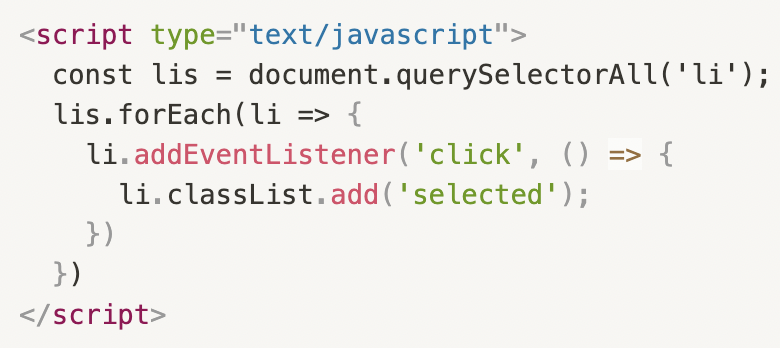 <script type="text/javascript">
  const lis = document.querySelectorAll('li');
  lis.forEach(li => {
    li.addEventListener('click', () => {
      li.classList.add('selected');
    })
  })
</script>